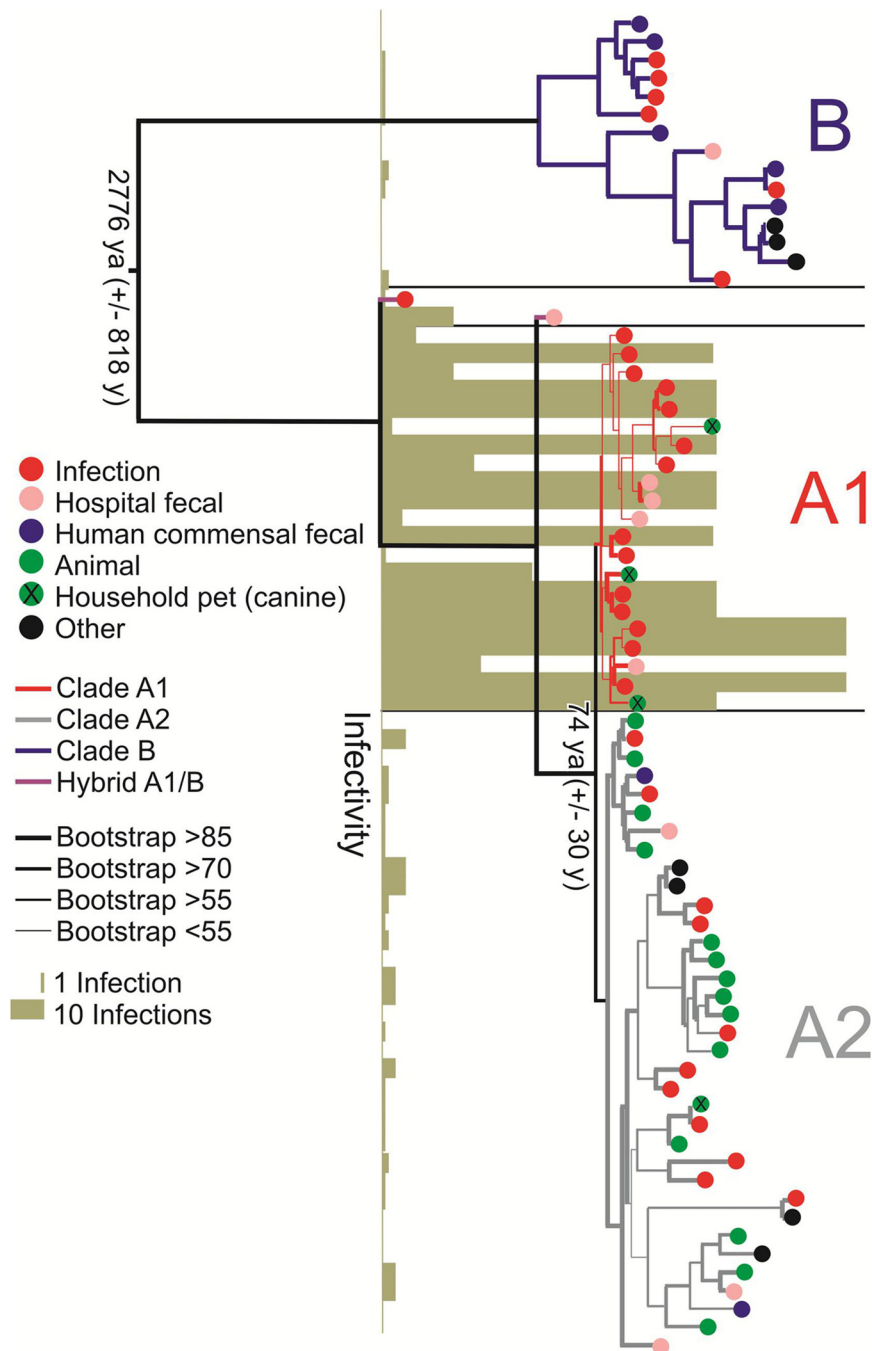 B
2776 ya (+/- 818 y)
A1
Infection
Hospital fecal
Human commensal fecal
Animal
X Household pet (canine)
Other
Clade A1
Clade A2
Clade B
Hybrid A1/B
Infectivity
74 ya (+/- 30 y)
Bootstrap >85
Bootstrap >70
Bootstrap >55
Bootstrap <55
1 Infection
10 Infections
A2
X
X
X
X